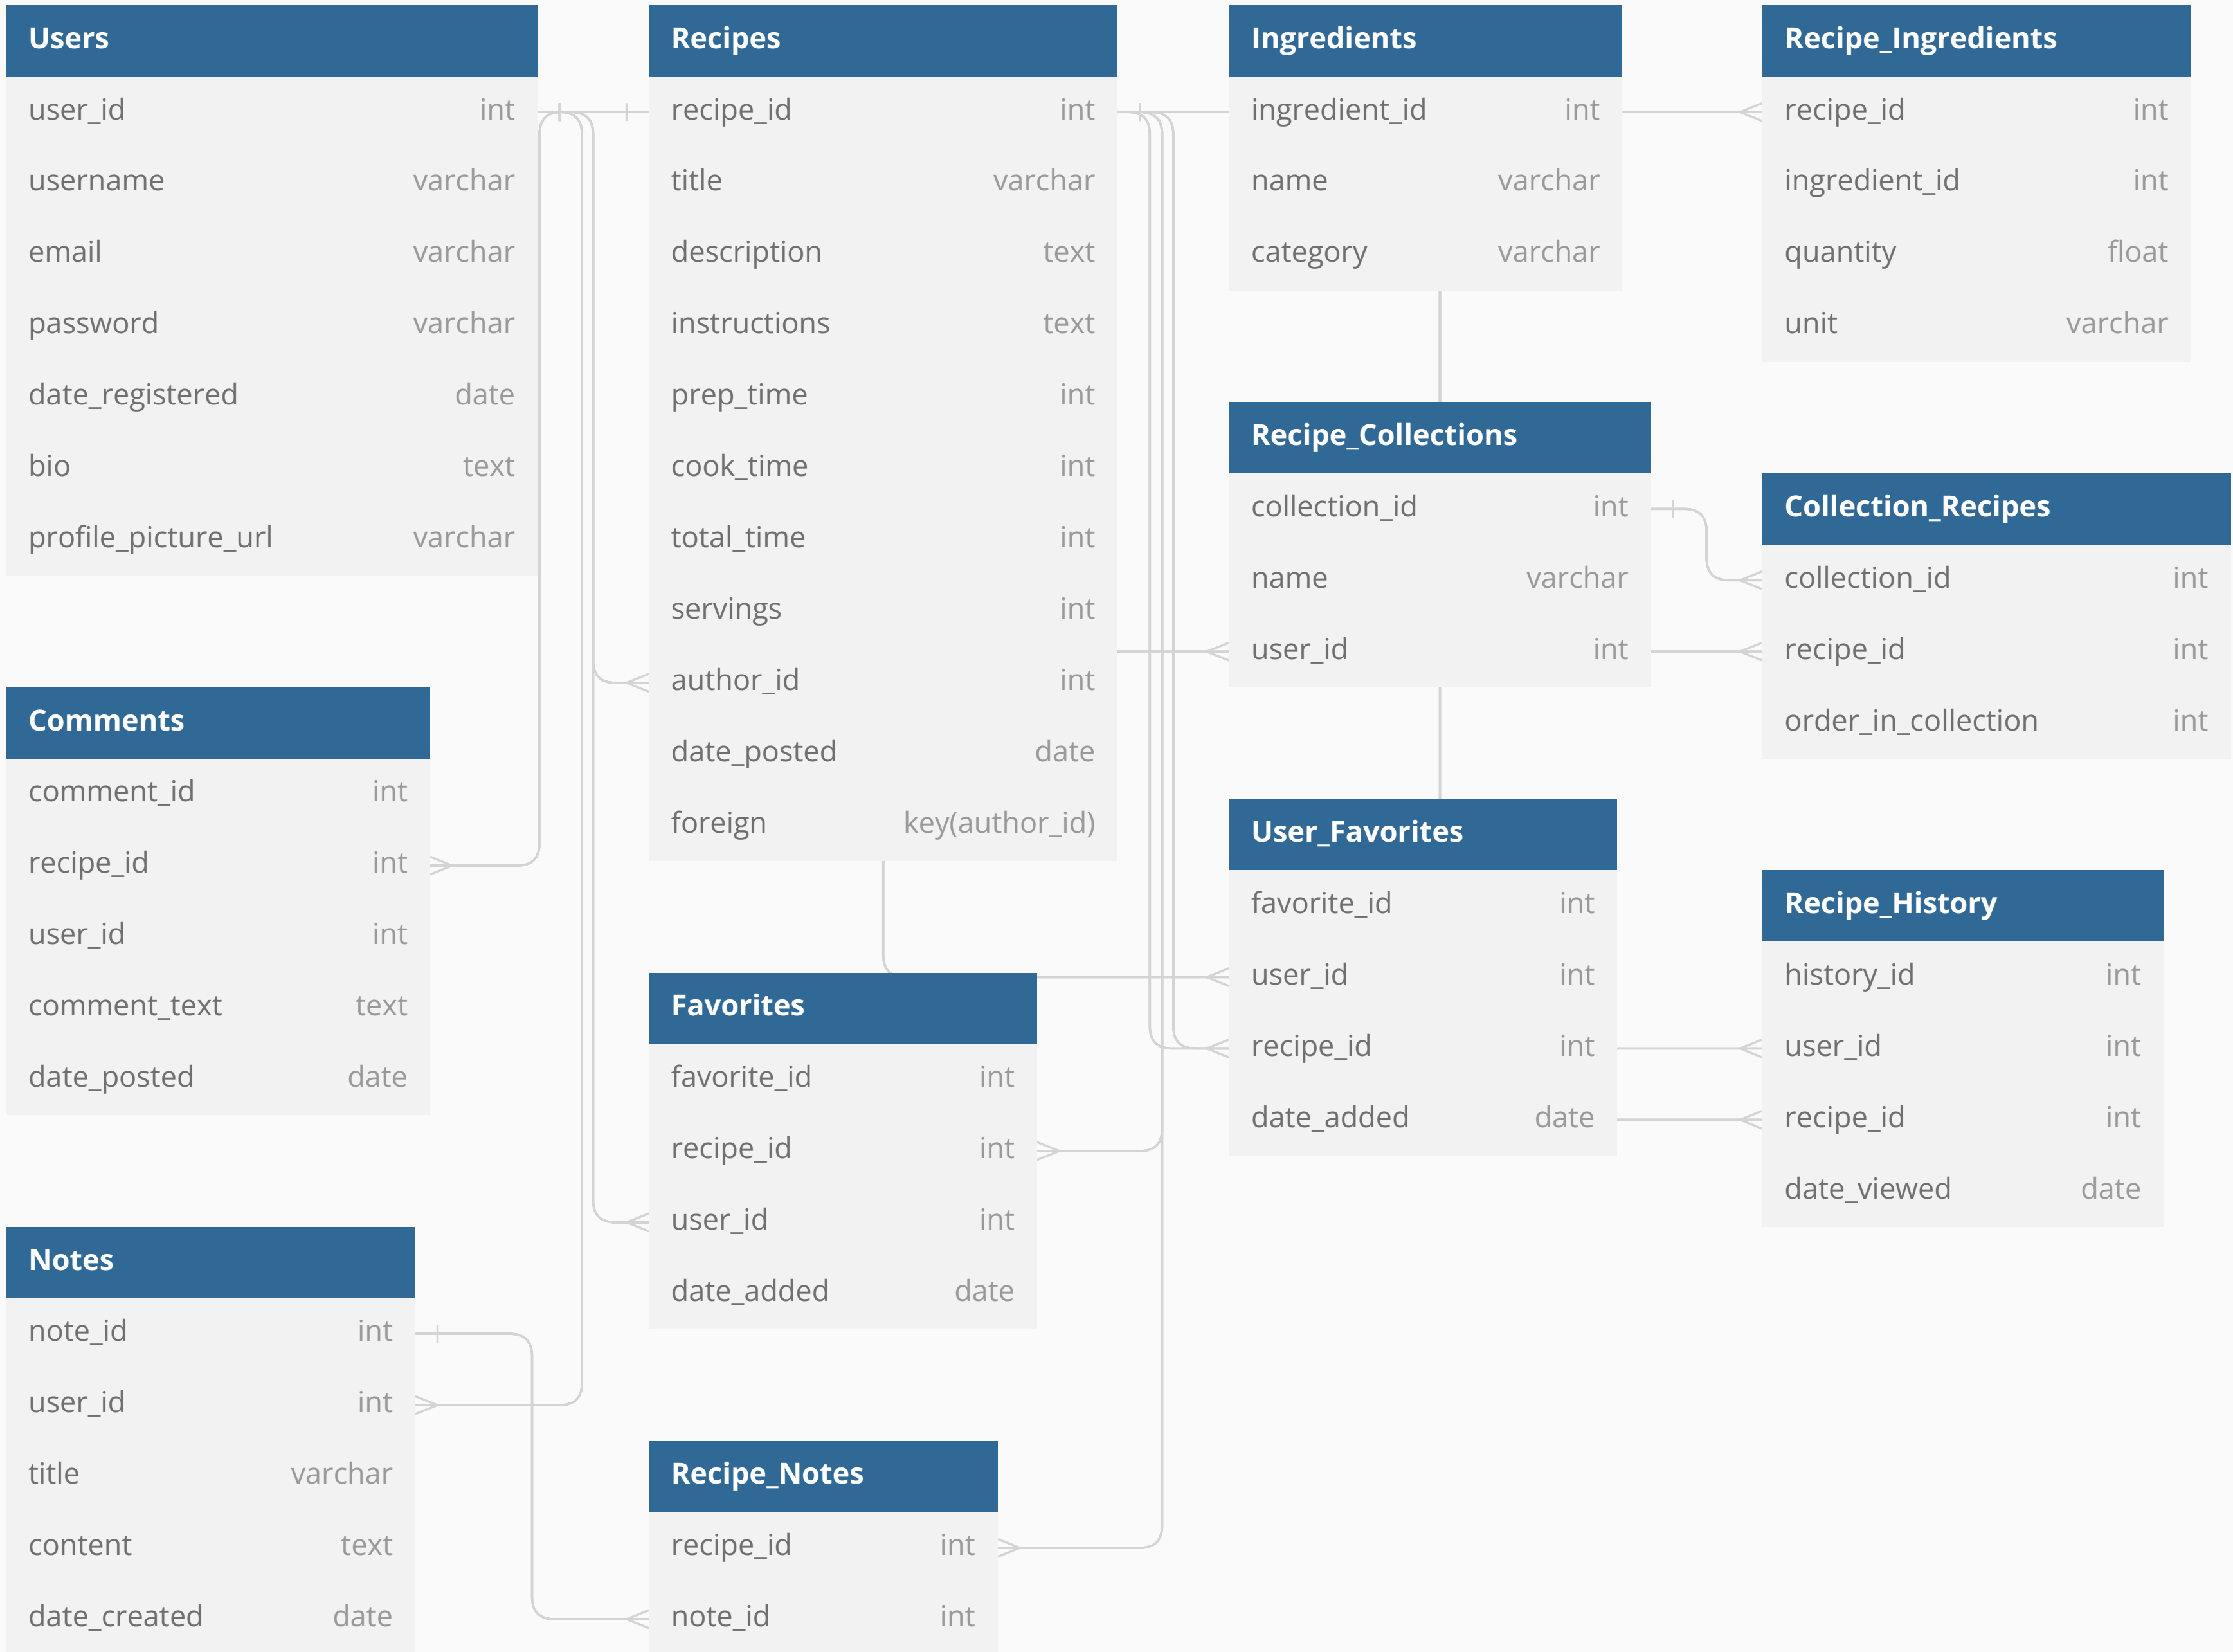 Users
user_id int
username varchar
email varchar
password varchar
date_registered date
bio text
profile_picture_url varchar
Comments
comment_id int
recipe_id int
user_id int
comment_text text
date_posted date
Notes
note_id int
user_id int
title varchar
content text
date_created date
Recipes
recipe_id int
title varchar
description text
instructions text
prep_time int
cook_time int
total_time int
servings int
author_id int
date_posted date
foreign key(author_id)
Favorites
favorite_id int
recipe_id int
user_id int
date_added date
Recipe_Notes
recipe_id int
note_id int
Ingredients
ingredient_id int
name varchar
category varchar
Recipe_Collections
collection_id int
name varchar
user_id int
User_Favorites
favorite_id int
user_id int
recipe_id int
date_added date
Recipe_Ingredients
recipe_id int
ingredient_id int
quantity float
unit varchar
Collection_Recipes
collection_id int
recipe_id int
order_in_collection int
Recipe_History
history_id int
user_id int
recipe_id int
date_viewed date